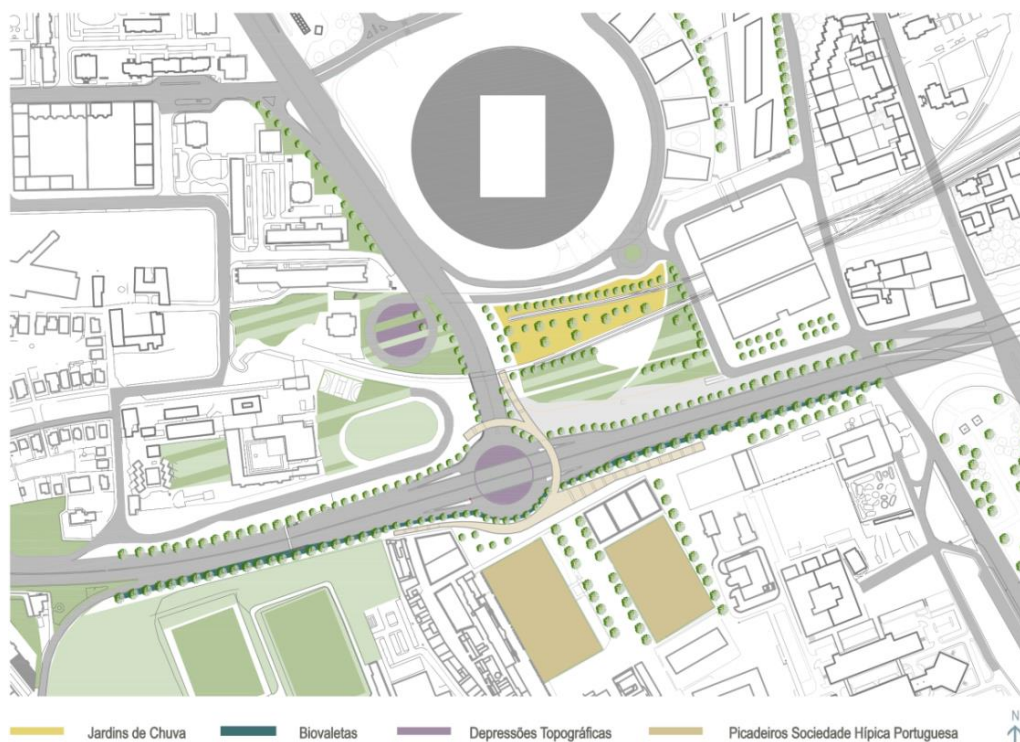 N
Jardins de Chuva
Biovaletas
Depressões Topográficas
Picadeiros Sociedade Hípica Portuguesa